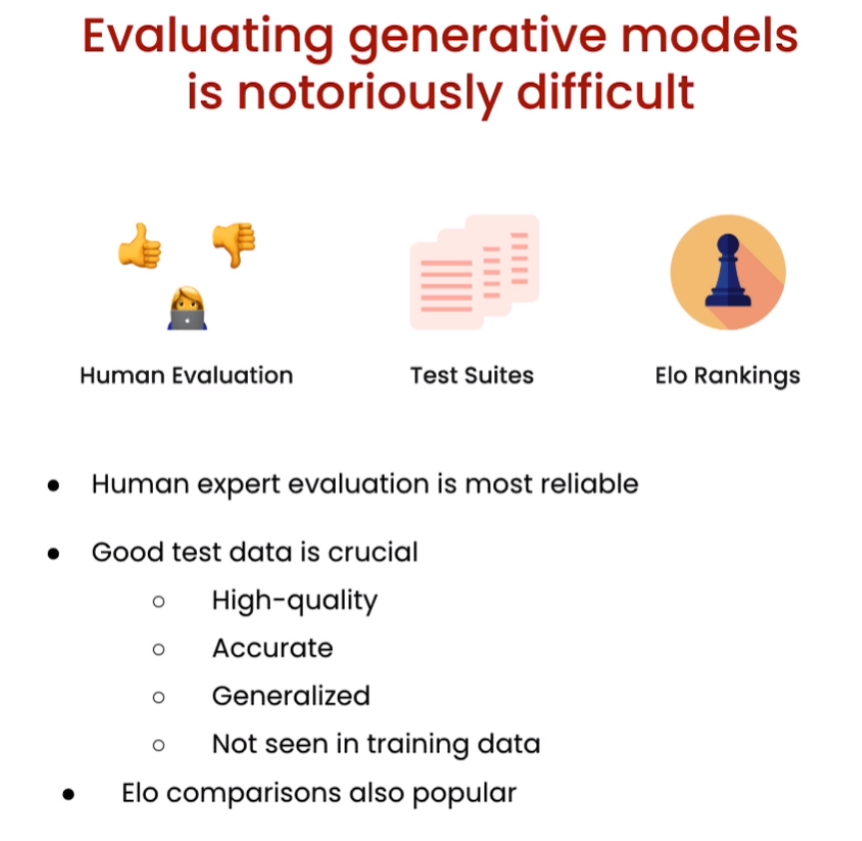 Evaluating generative models
is notoriously difficult
Human Evaluation
Test Suites
Elo Rankings
● Human expert evaluation is most reliable
● Good test data is crucial
○ High-quality
○ Accurate
○ Generalized
○ Not seen in training data
● Elo comparisons also popular